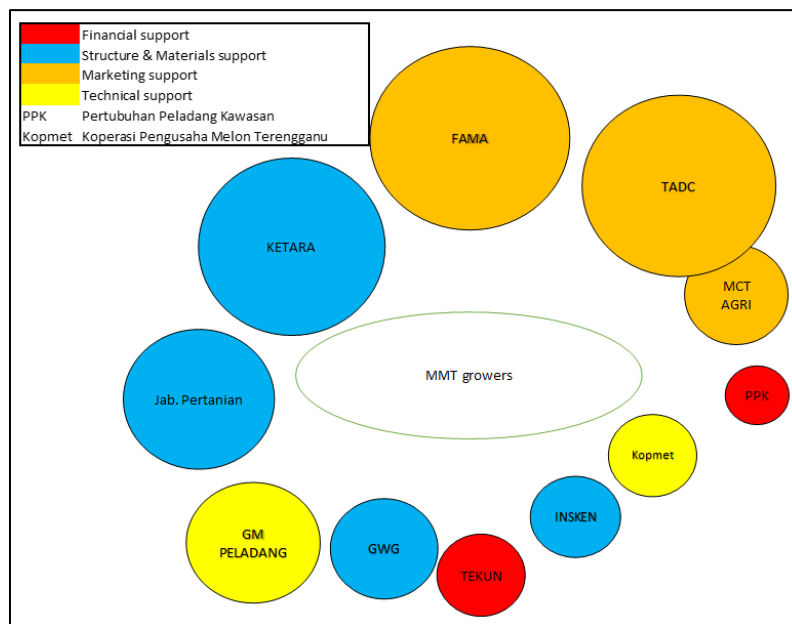 Financial support
Structure & Materials support
Marketing support
Technical support
PPK Pertubuhan Peladang Kawasan
Kopmet Koperasi Pengusaha Melon Terengganu
FAMA
TADC
KETARA
MCT
AGRI
MMT growers
PPK
Jab. Pertanian
Kopmet
INSKEN
GM
PELADANG
GWG
TEKUN